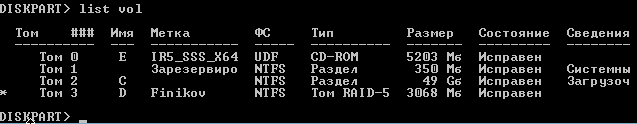 DISKPART> list vol
Том ### Имя Метка ФС Тип Размер Состояние Сведения
Том 0 E IR5_SSS_X64 UDF CD-ROM 5203 Мб Исправен
Том 1 Зарезервиро NTFS Раздел 350 Мб Исправен Системны
Том 2 C NTFS Раздел 49 Gб Исправен Загрузоч
* Том 3 D Finikov NTFS Том RAID-5 3068 Мб Исправен
DISKPART>